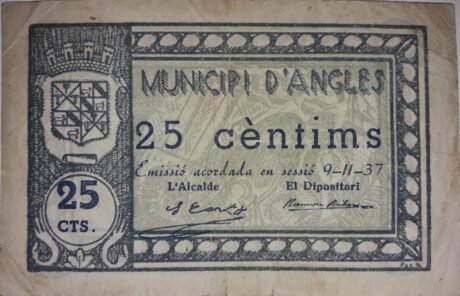 MUNICIPI D'ANGLES
25 cèntims
Emissió acordada en sessió 9-11-37
L'Alcalde El Dipositari
25
CTS.